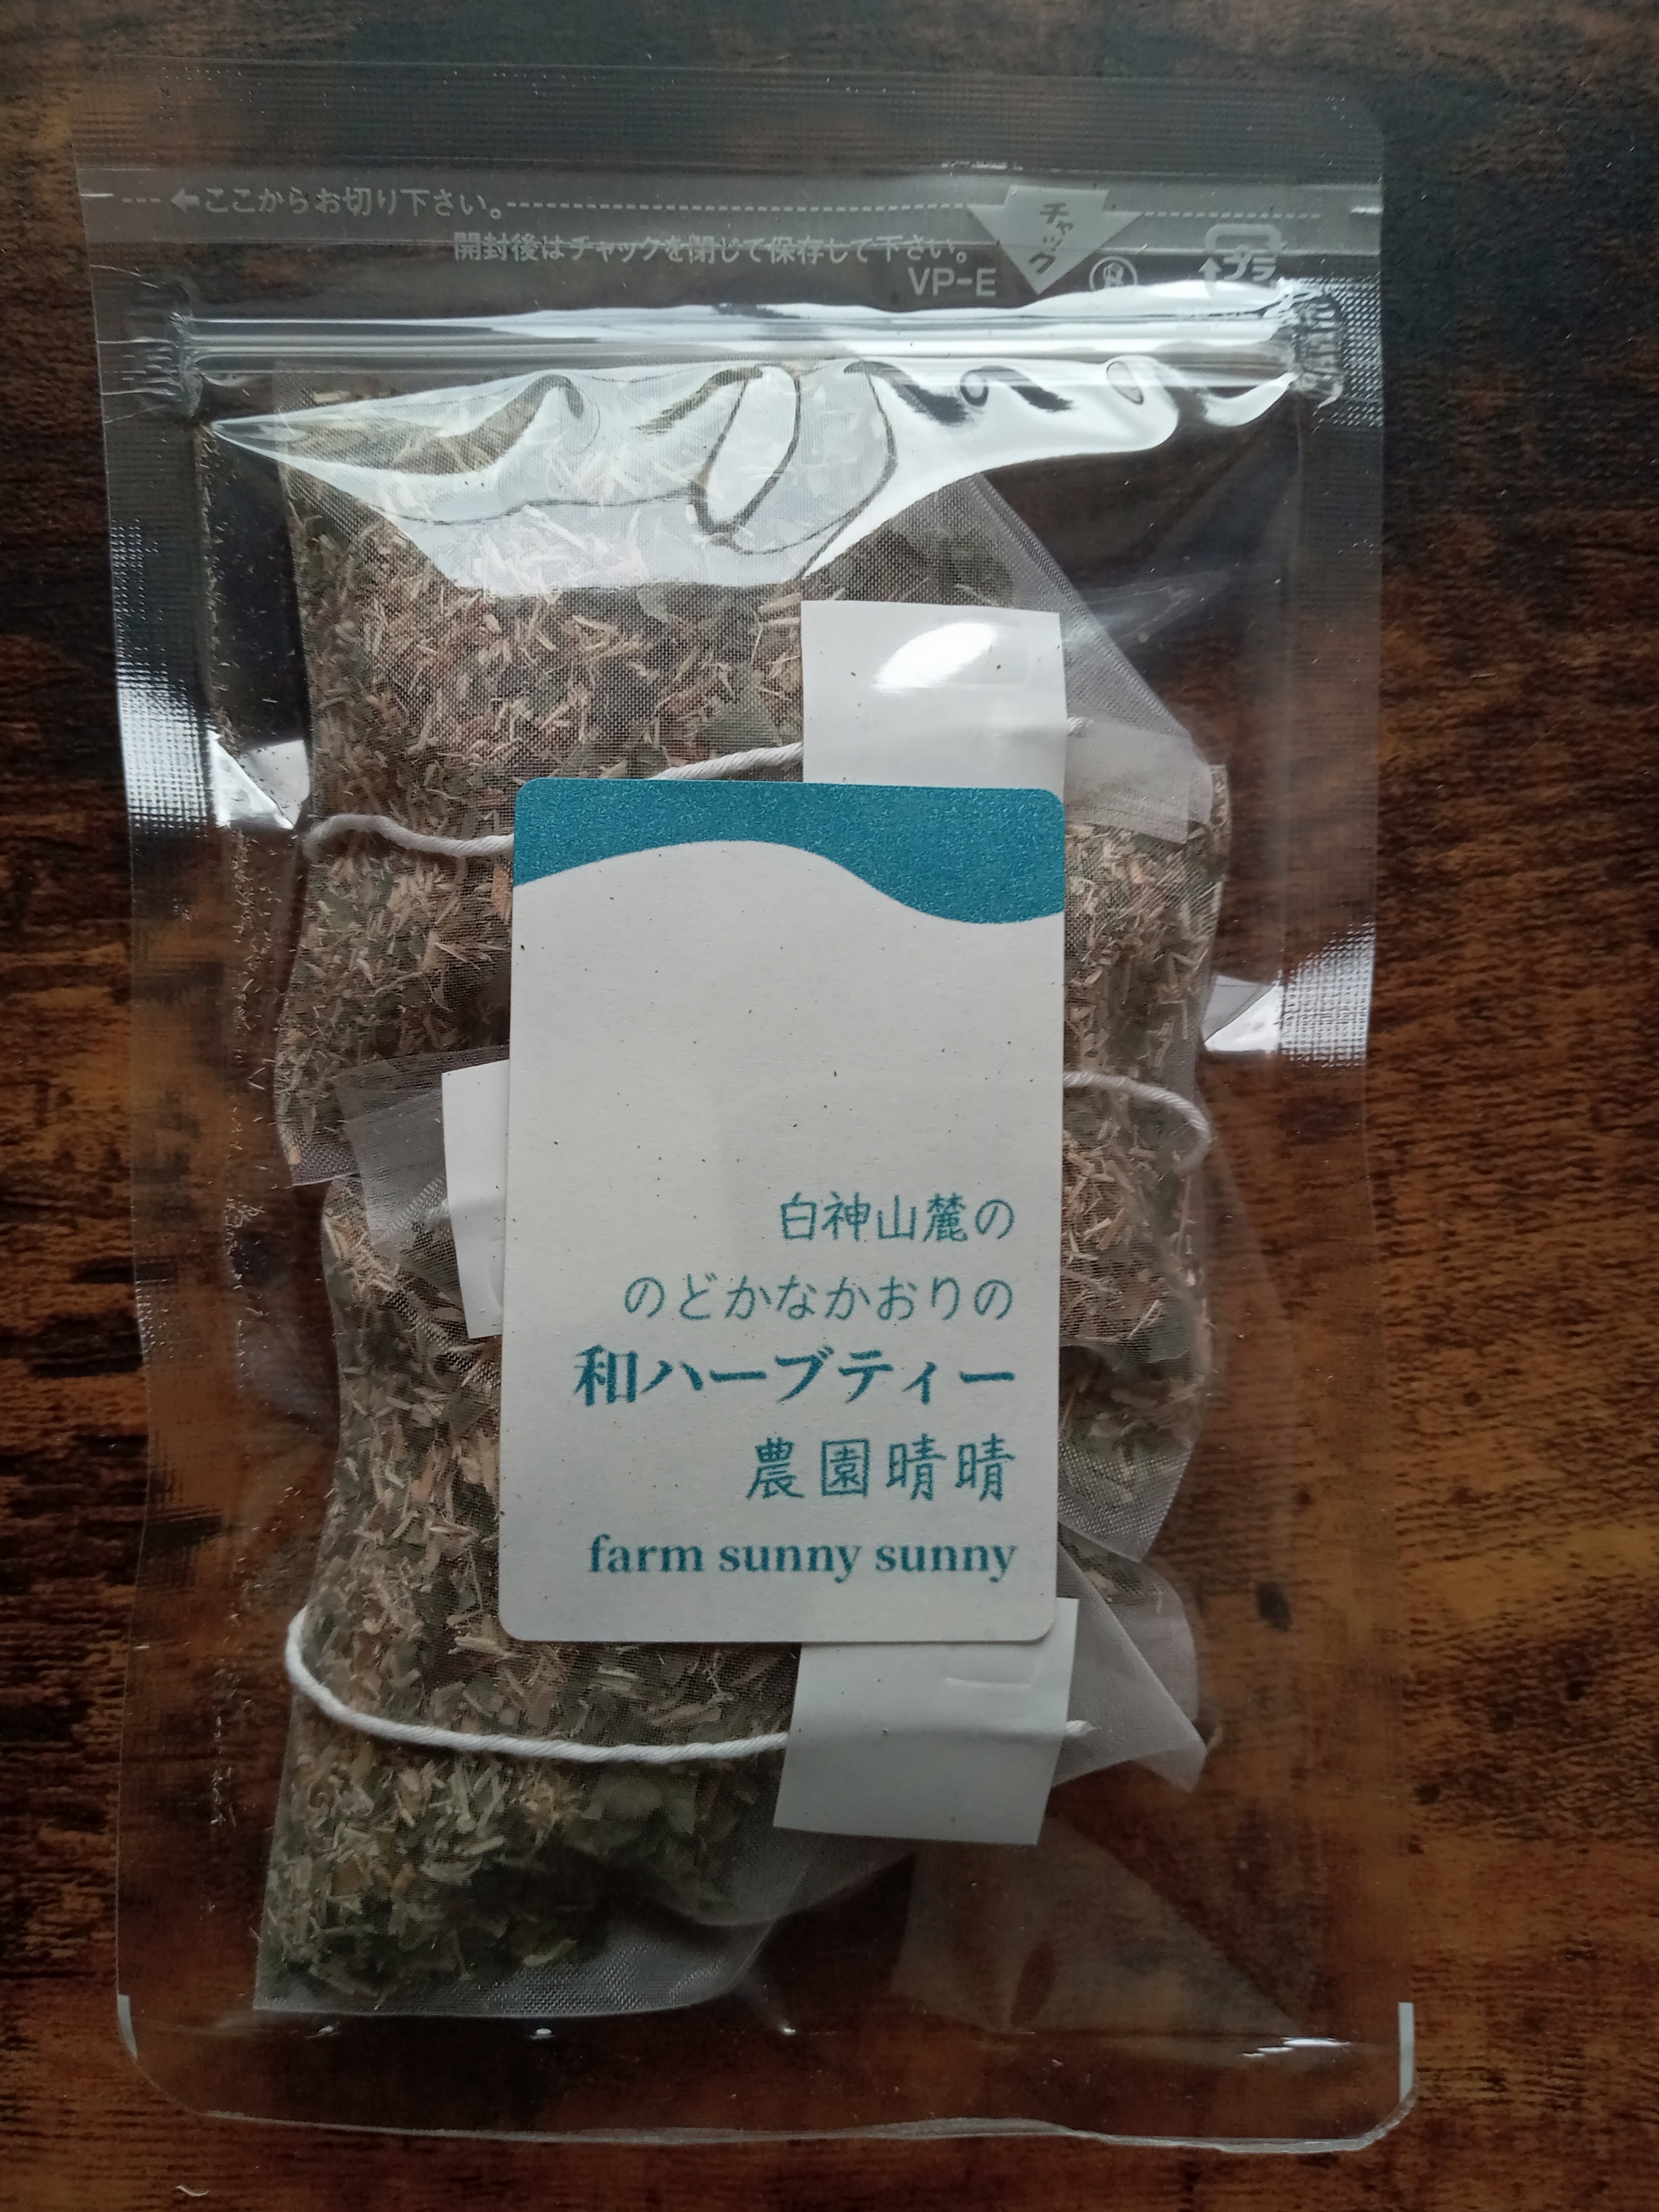 ←ここからお切り下さい。
チャック
開封後はチャックを閉じて保存して下さい。
VP-E
プラ
白神山麓の
のどかなかおりの
和ハーブティー
農園晴晴
farm sunny sunny